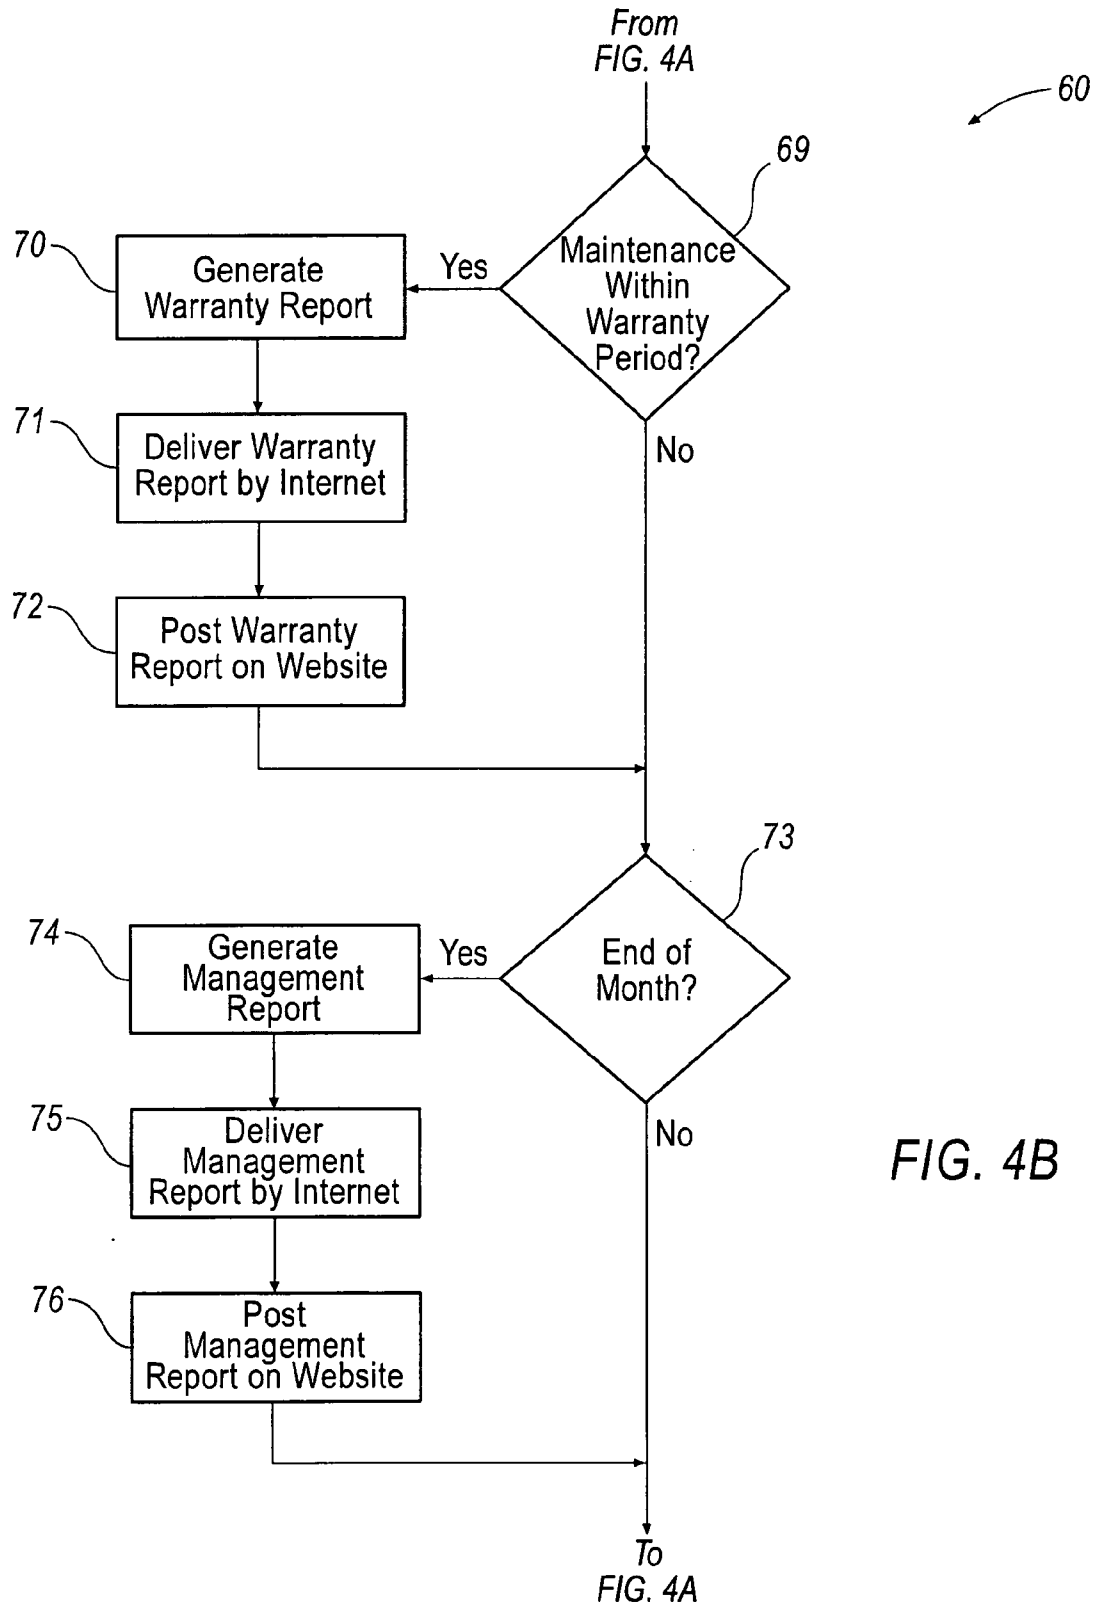 From
FIG. 4A
60
69
Maintenance
Within
Warranty
Period?
Yes
No
70
Generate
Warranty Report
71
Deliver Warranty
Report by Internet
72
Post Warranty
Report on Website
73
End of
Month?
Yes
No
74
Generate
Management
Report
75
Deliver
Management
Report by Internet
76
Post
Management
Report on Website
FIG. 4B
To
FIG. 4A